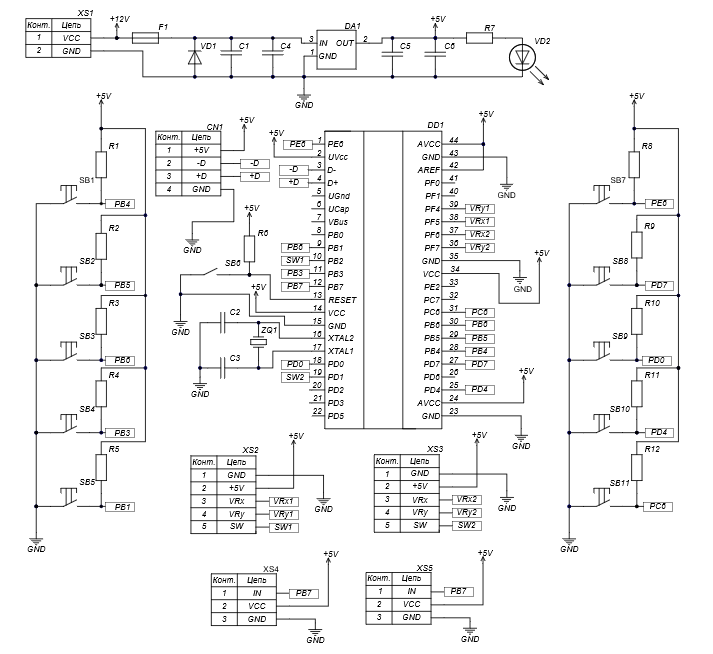 XS1
Конт. Цепь
1 VCC
2 GND
+12V
F1
VD1
C1
C4
DA1
3 IN OUT 2
1 GND
GND
C5
+5V
C6
R7
VD2
+5V
R1
SB1
PB4
R2
SB2
PB5
R3
SB3
PB6
R4
SB4
PB3
R5
SB5
PB1
GND
CN1
Конт. Цепь
1 +5V
2 -D
3 +D
4 GND
+5V
-D
+D
GND
+5V
R6
SB6
GND
+5V
C2
ZQ1
C3
GND
DD1
+5V
PE6 1 PE6
2 UVcc
-D 3 D-
+D 4 D+
5 UGnd
6 UCap
7 VBus
8 PB0
PB6 9 PB1
SW1 10 PB2
PB3 11 PB3
PB7 12 PB7
13 RESET
14 VCC
15 GND
16 XTAL2
17 XTAL1
PD0 18 PD0
SW2 19 PD1
20 PD2
21 PD3
22 PD5
+5V
AVCC 44
GND 43
AREF 42
PF0 41
PF1 40
PF4 39 VRy1
PF5 38 VRx1
PF6 37 VRx2
PF7 36 VRy2
GND 35
VCC 34
PE2 33
PC7 32
PC6 31 PC6
PB6 30 PB6
PB5 29 PB5
PB4 28 PB4
PD7 27 PD7
PD6 26
PD4 25 PD4
AVCC 24
GND 23
GND
+5V
GND
+5V
GND
+5V
R8
SB7
PE6
R9
SB8
PD7
R10
SB9
PD0
R11
SB10
PD4
R12
SB11
PC6
GND
XS2
Конт. Цепь
1 GND
2 +5V
3 VRx VRx1
4 VRy VRy1
5 SW SW1
+5V
GND
XS3
Конт. Цепь
1 GND
2 +5V
3 VRx VRx2
4 VRy VRy2
5 SW SW2
+5V
GND
XS4
Конт. Цепь
1 IN PB7
2 VCC
3 GND
+5V
GND
XS5
Конт. Цепь
1 IN PB7
2 VCC
3 GND
+5V
GND